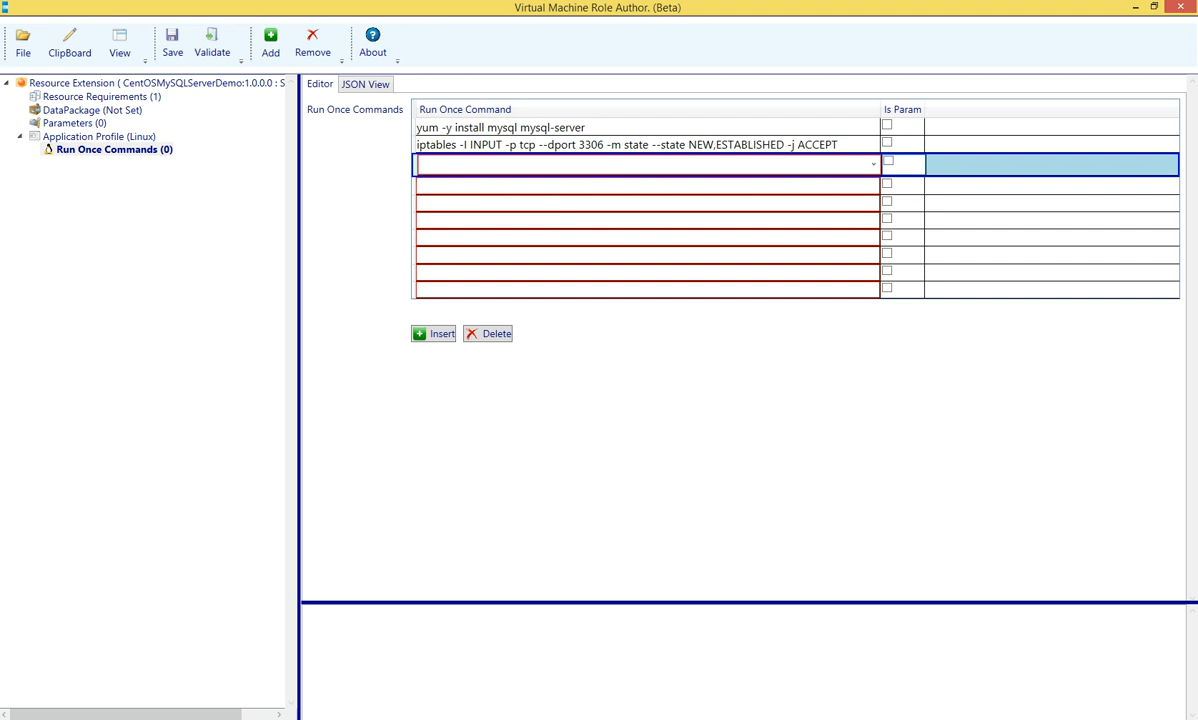 Virtual Machine Role Author. (Beta)
File ClipBoard View Save Validate Add Remove About
Resource Extension ( CentOSMySQLServerDemo:1.0.0.0 : S
Resource Requirements (1)
DataPackage (Not Set)
Parameters (0)
Application Profile (Linux)
Run Once Commands (0)
Editor JSON View
Run Once Commands Run Once Command Is Param
yum -y install mysql mysql-server
iptables -I INPUT -p tcp --dport 3306 -m state --state NEW,ESTABLISHED -j ACCEPT
Insert Delete